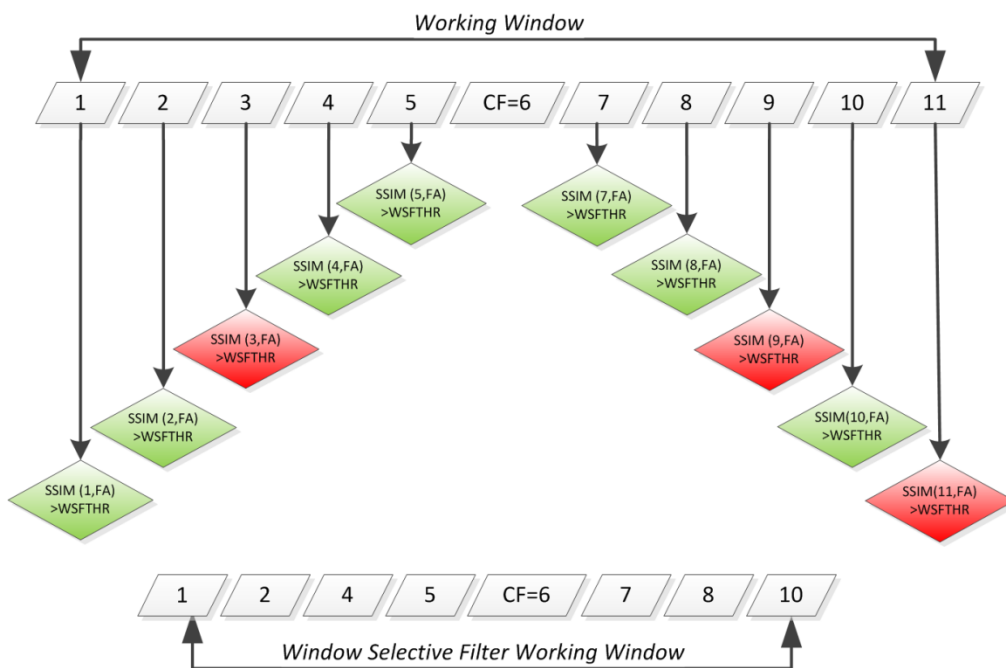 Working Window
1 2 3 4 5 CF=6 7 8 9 10 11
SSIM (5,FA)
>WSFTHR
SSIM (7,FA)
>WSFTHR
SSIM (4,FA)
>WSFTHR
SSIM (8,FA)
>WSFTHR
SSIM (3,FA)
>WSFTHR
SSIM (9,FA)
>WSFTHR
SSIM (2,FA)
>WSFTHR
SSIM(10,FA)
>WSFTHR
SSIM (1,FA)
>WSFTHR
SSIM(11,FA)
>WSFTHR
1 2 4 5 CF=6 7 8 10
Window Selective Filter Working Window